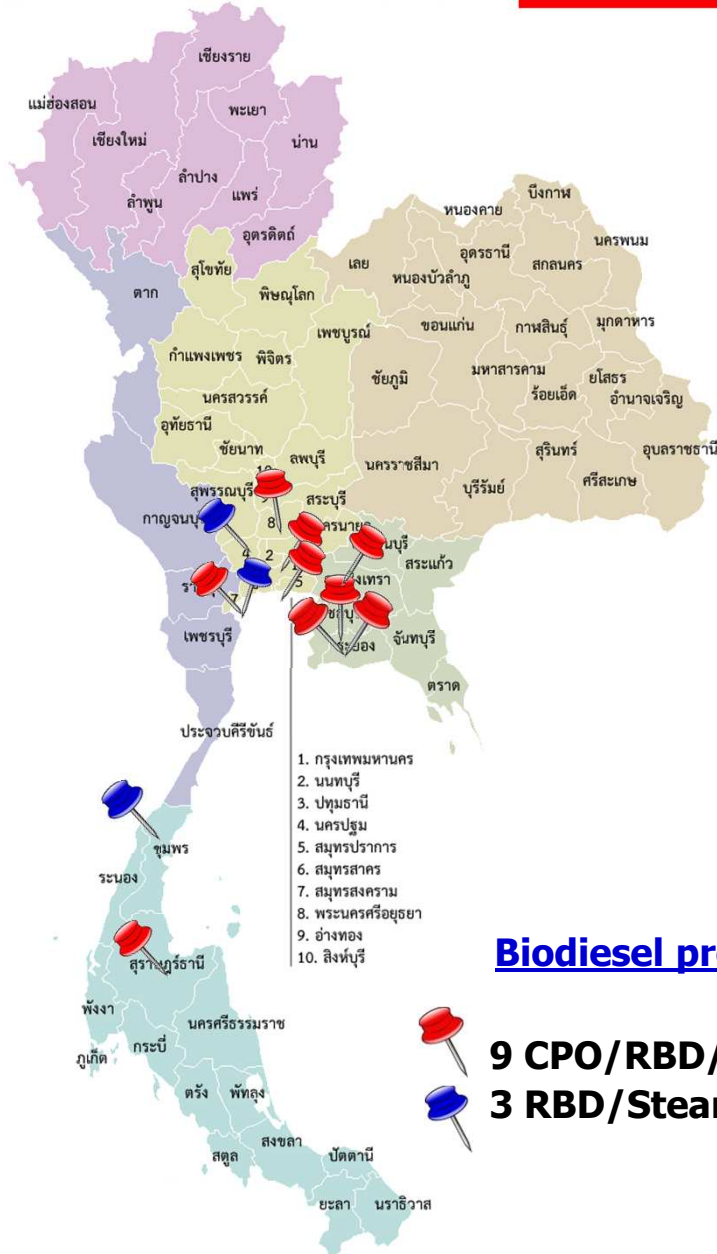 เชียงราย
แม่ฮ่องสอน
เชียงใหม่
พะเยา
น่าน
ลำปาง
ลำพูน
แพร่
อุตรดิตถ์
บึงกาฬ
หนองคาย
สุโขทัย
เลย
อุดรธานี
สกลนคร
นครพนม
หนองบัวลำภู
ตาก
พิษณุโลก
เพชบูรณ์
ขอนแก่น
กาฬสินธุ์
มุกดาหาร
กำแพงเพชร
พิจิตร
ชัยภูมิ
มหาสารคาม
ร้อยเอ็ด
ยโสธร
อำนาจเจริญ
นครสวรรค์
อุทัยธานี
ชัยนาท
ลพบุรี
นครราชสีมา
บุรีรัมย์
สุรินทร์
ศรีสะเกษ
อุบลราชธานี
สุพรรณบุรี
สระบุรี
8
4
2
5
7
สระแก้ว
เพชรบุรี
จันทบุรี
ตราด
ประจวบคีรีขันธ์
1. กรุงเทพมหานคร
2. นนทบุรี
3. ปทุมธานี
4. นครปฐม
5. สมุทรปราการ
6. สมุทรสาคร
7. สมุทรสงคราม
8. พระนครศรีอยุธยา
9. อ่างทอง
10. สิงห์บุรี
ชุมพร
ระนอง
พังงา
นครศรีธรรมราช
ภูเก็ต
กระบี่
ตรัง
พัทลุง
สตูล
สงขลา
ปัตตานี
ยะลา
นราธิวาส
Biodiesel pr
9 CPO/RBD/
3 RBD/Stear